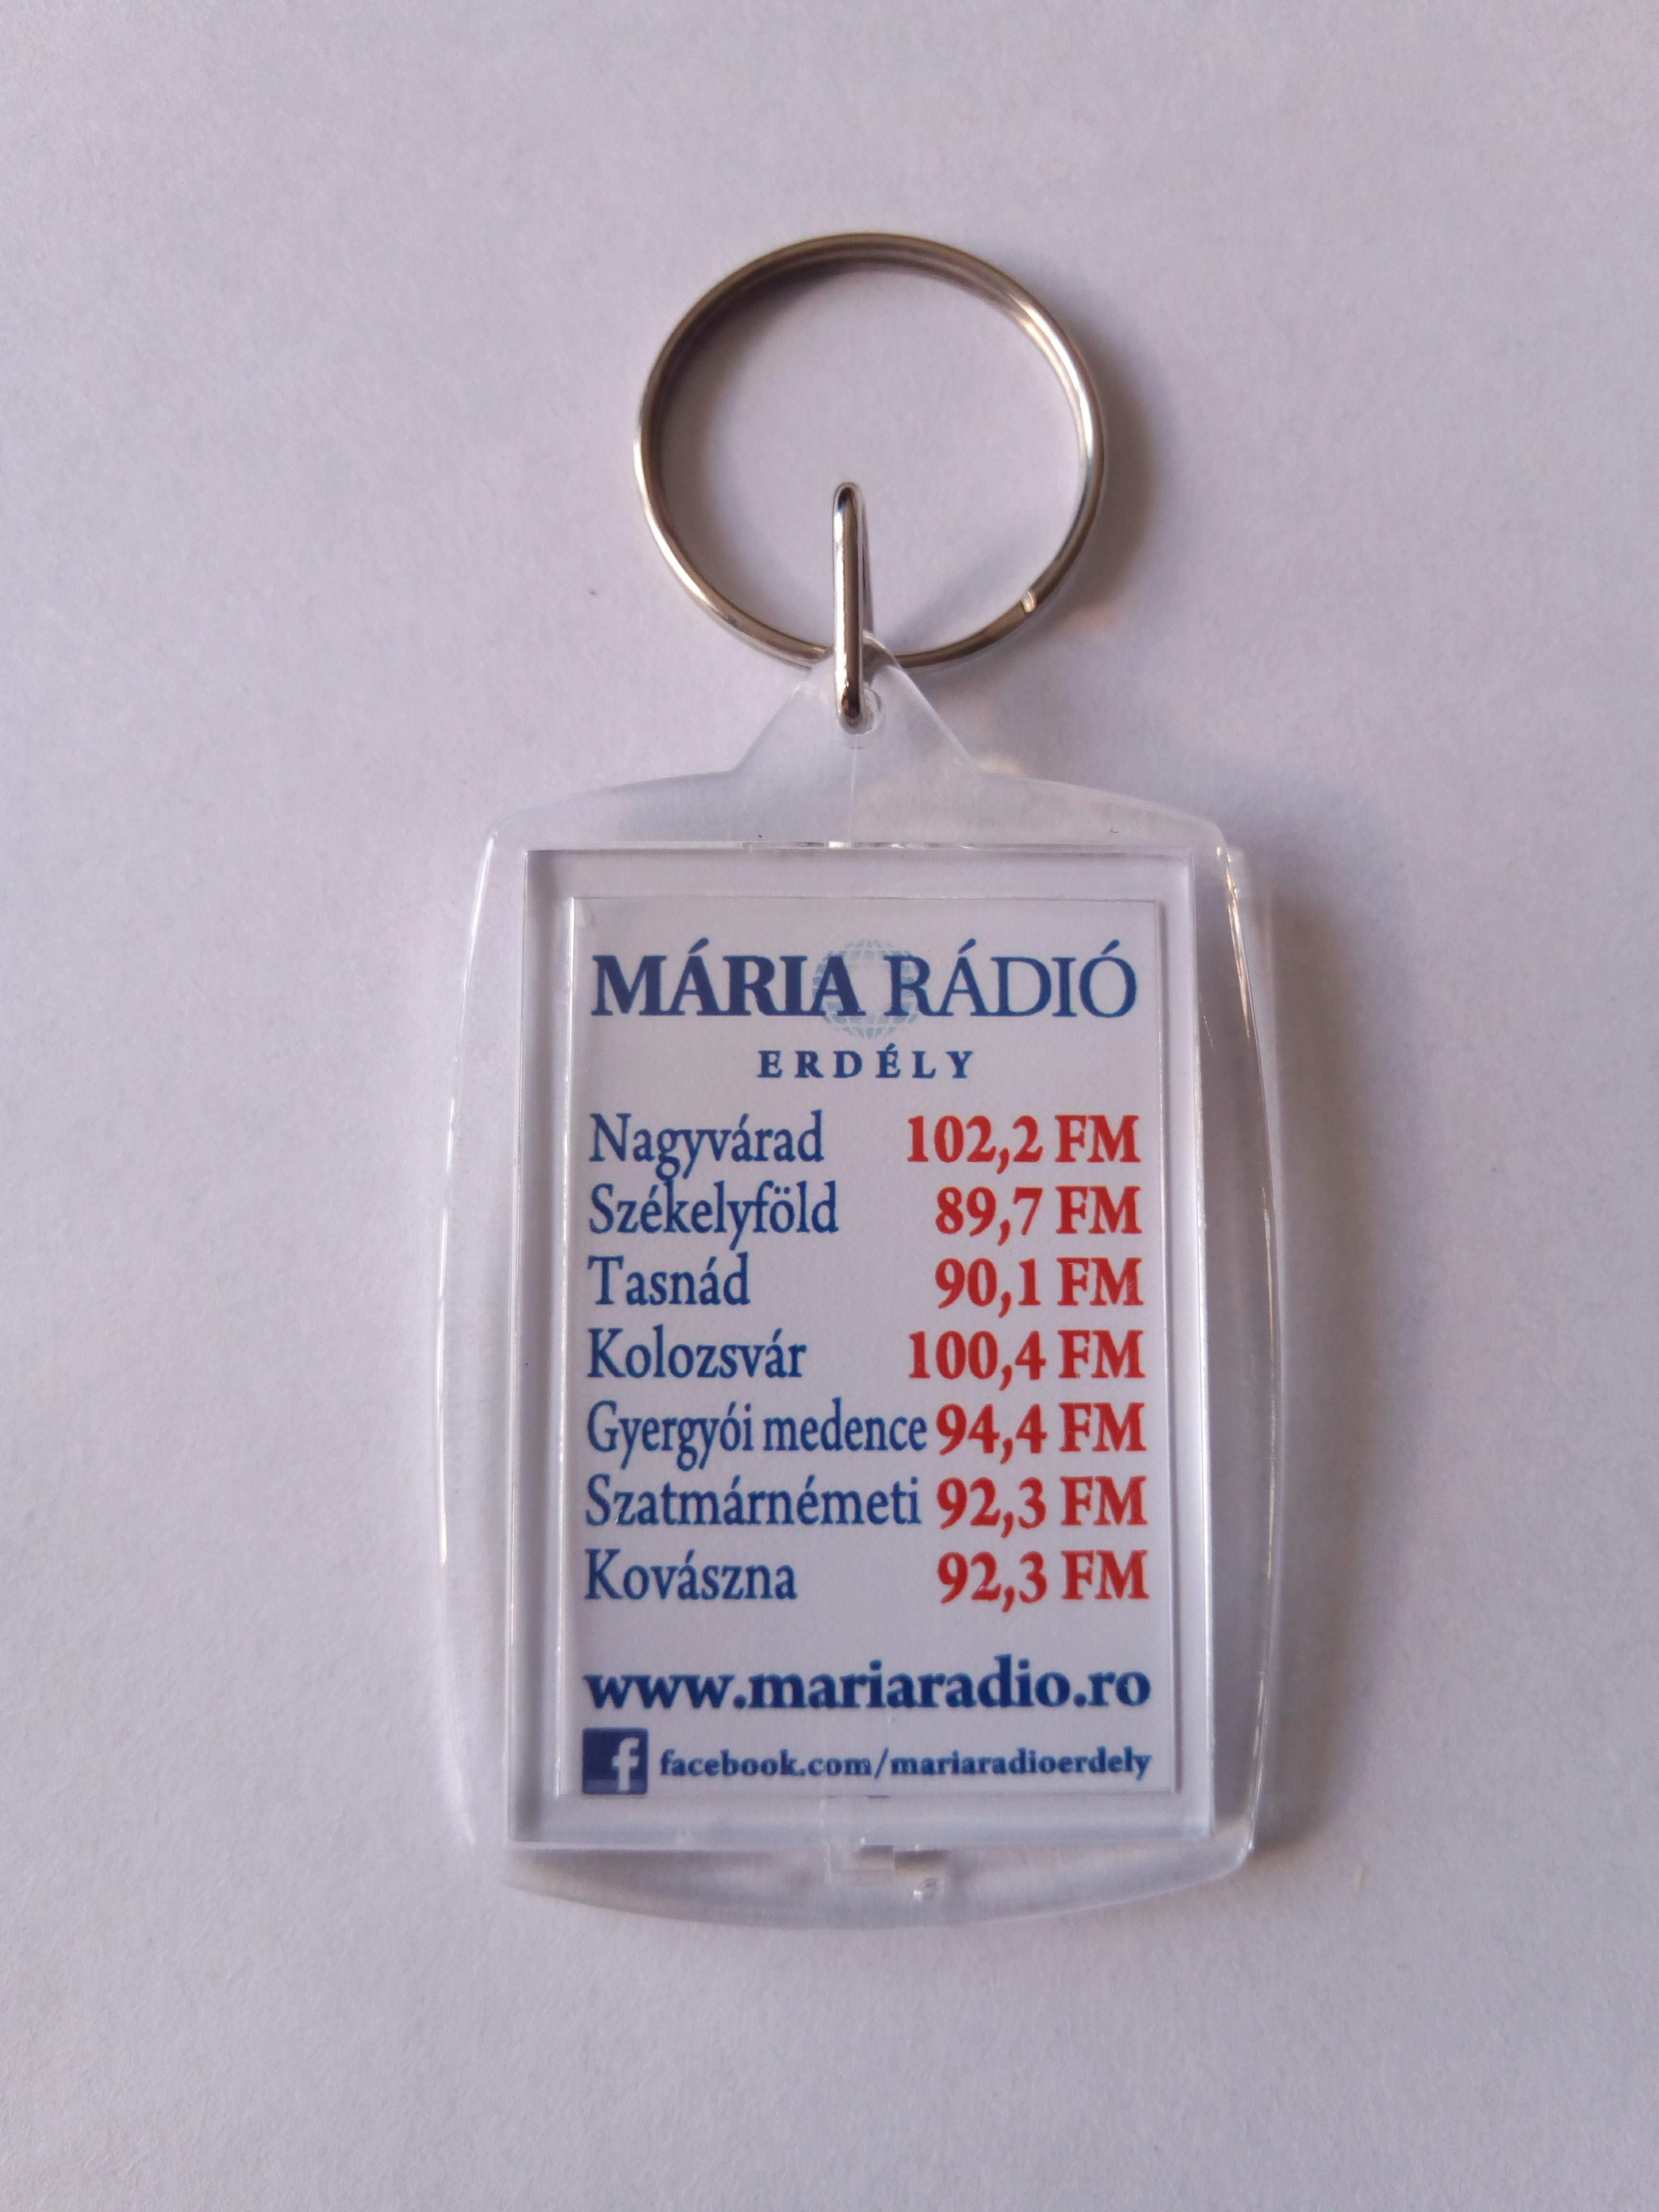 MÁRIA RÁDIÓ
ERDÉLY
Nagyvárad 102,2 FM
Székelyföld 89,7 FM
Tasnád 90,1 FM
Kolozsvár 100,4 FM
Gyergyói medence 94,4 FM
Szatmárnémeti 92,3 FM
Kovászna 92,3 FM
www.mariaradio.ro
f facebook.com/mariaradioerdely